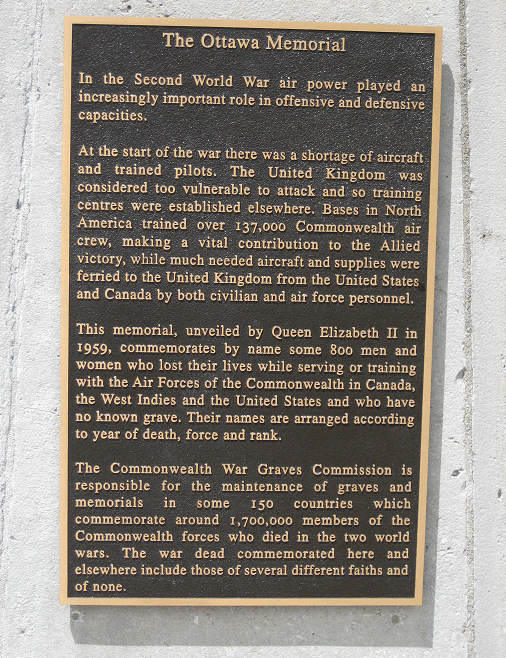 The Ottawa Memorial
In the Second World War air power played an
increasingly important role in offensive and defensive
capacities.
At the start of the war there was a shortage of aircraft
and trained pilots. The United Kingdom was
considered too vulnerable to attack and so training
centres were established elsewhere. Bases in North
America trained over 137,000 Commonwealth air
crew, making a vital contribution to the Allied
victory, while much needed aircraft and supplies were
ferried to the United Kingdom from the United States
and Canada by both civilian and air force personnel.
This memorial, unveiled by Queen Elizabeth II in
1959, commemorates by name some 800 men and
women who lost their lives while serving or training
with the Air Forces of the Commonwealth in Canada,
the West Indies and the United States and who have
no known grave. Their names are arranged according
to year of death, force and rank.
The Commonwealth War Graves Commission is
responsible for the maintenance of graves and
memorials in some 150 countries which
commemorate around 1,700,000 members of the
Commonwealth forces who died in the two world
wars. The war dead commemorated here and
elsewhere include those of several different faiths and
of none.